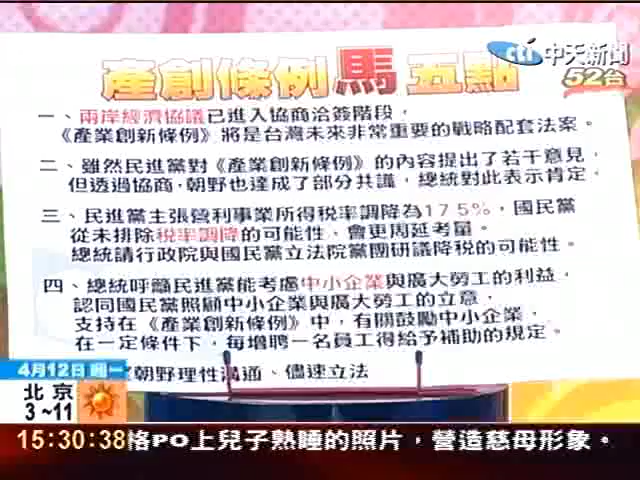 cti 中天新聞
52台
產創條例馬五點
一、兩岸經濟協議已進入協商洽簽階段，
《產業創新條例》將是台灣未來非常重要的戰略配套法案。
二、雖然民進黨對《產業創新條例》的內容提出了若干意見，
但透過協商，朝野也達成了部分共識，總統對此表示肯定。
三、民進黨主張營利事業所得稅率調降為17.5%，國民黨
從未排除稅率調降的可能性，會更周延考量。
總統請行政院與國民黨立法院黨團研議降稅的可能性。
四、總統呼籲民進黨能考慮中小企業與廣大勞工的利益，
認同國民黨照顧中小企業與廣大勞工的立意，
支持在《產業創新條例》中，有關鼓勵中小企業，
在一定條件下，每增聘一名員工得給予補助的規定。
朝野理性溝通、儘速立法
4月12日 週一
北京
3~11
15:30:38 格PO上兒子熟睡的照片，營造慈母形象。